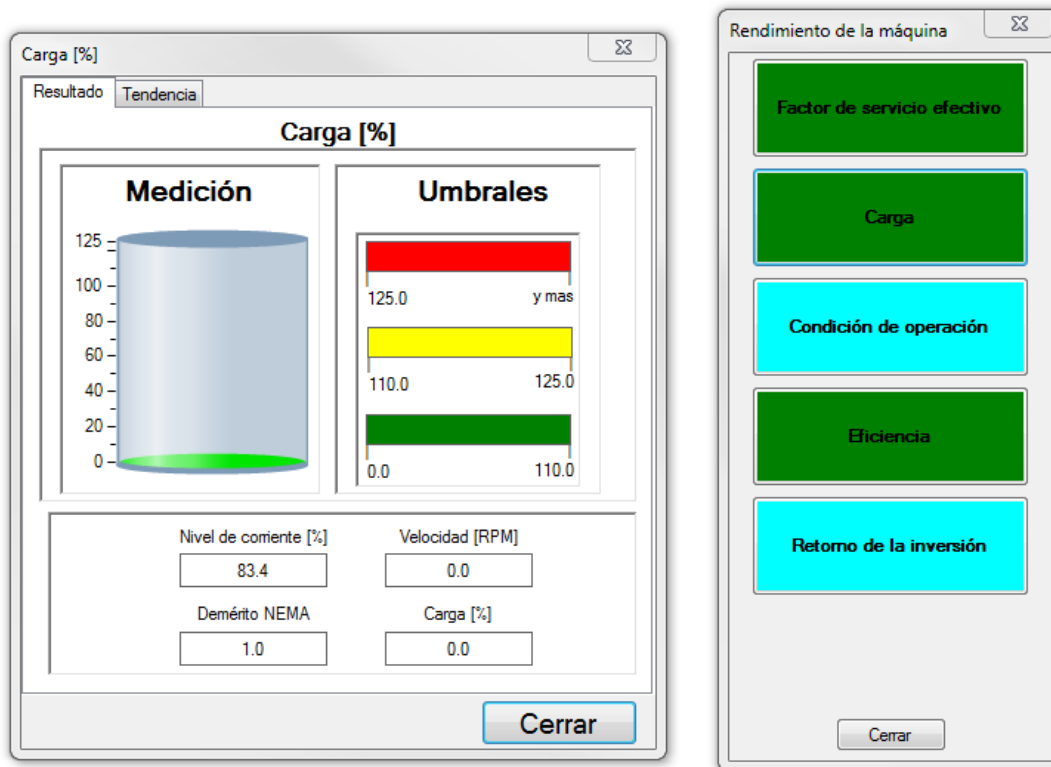 Carga [%]
Resultado
Tendencia
Carga [%]
Medición
125
100
80
60
40
20
0
Umbrales
125.0
y mas
110.0
125.0
0.0
110.0
Nivel de corriente [%]
Velocidad [RPM]
83.4
0.0
Demérito NEMA
Carga [%]
1.0
0.0
Cerrar
Rendimiento de la máquina
Factor de servicio efectivo
Carga
Condición de operación
Eficiencia
Retorno de la inversión
Cerrar